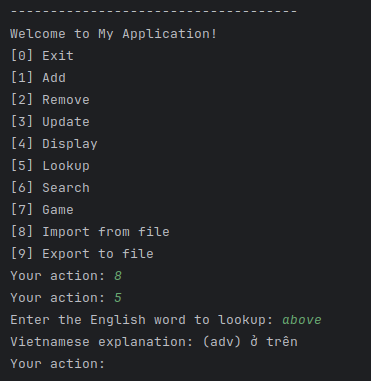 ------------------------------------
Welcome to My Application!
[0] Exit
[1] Add
[2] Remove
[3] Update
[4] Display
[5] Lookup
[6] Search
[7] Game
[8] Import from file
[9] Export to file
Your action: 8
Your action: 5
Enter the English word to lookup: above
Vietnamese explanation: (adv) ở trên
Your action: